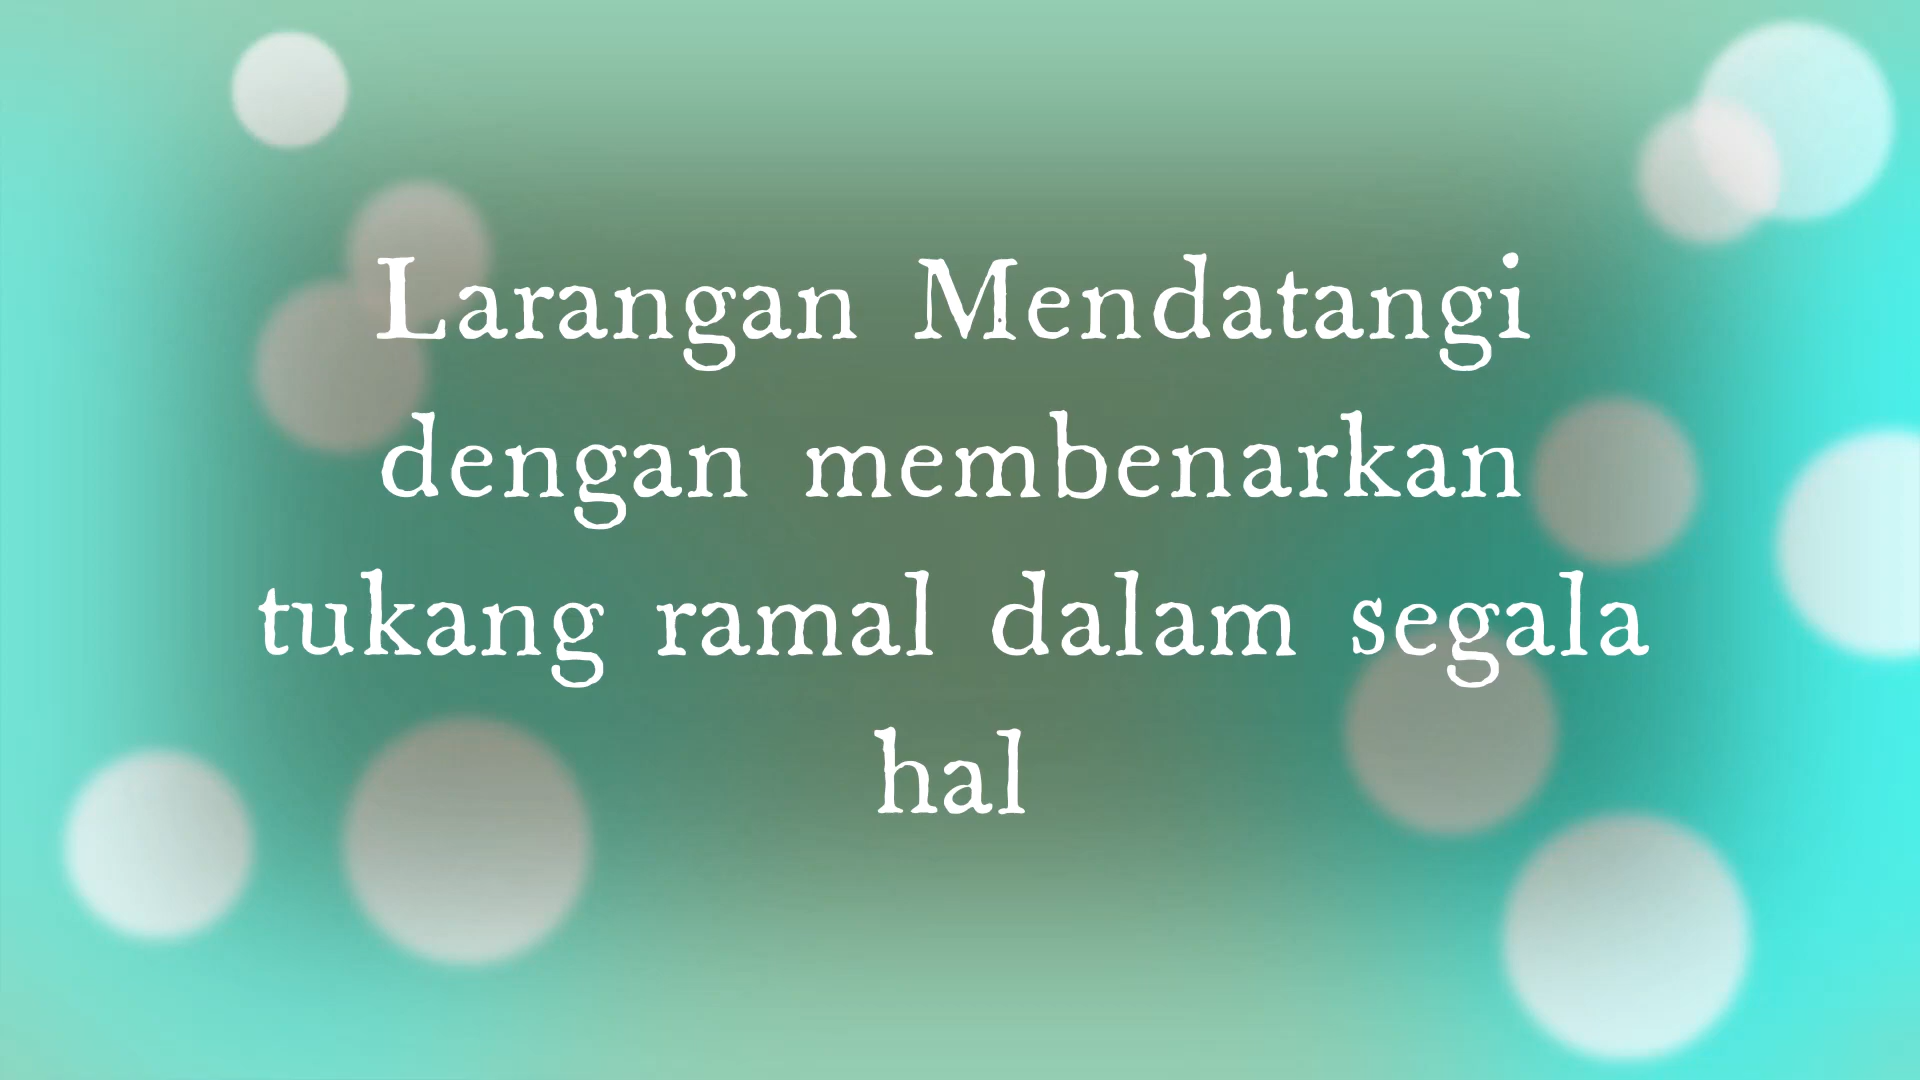 Larangan Mendatangi
dengan membenarkan
tukang ramal dalam segala
hal